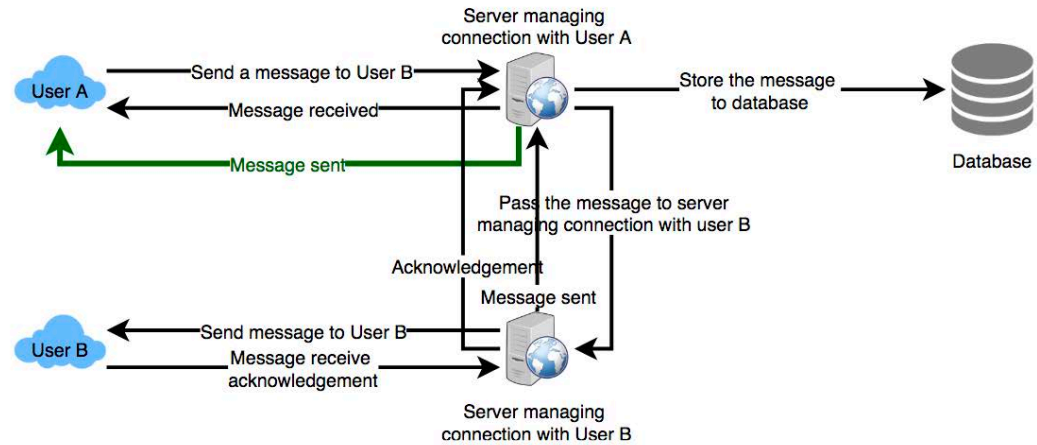 Server managing
connection with User A
Send a message to User B
User A
Message received
Store the message
to database
Message sent
Database
Pass the message to server
managing connection with user B
Acknowledgement
Message sent
Send message to User B
User B
Message receive
acknowledgement
Server managing
connection with User B